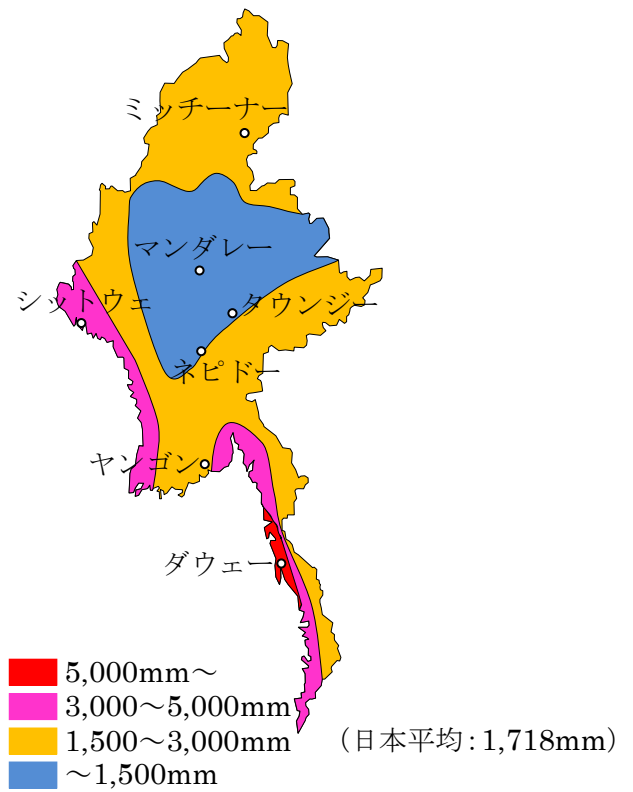 ミッチーナー
マンダレー
シットウェ
タウンジー
ネピドー
ヤンゴン
ダウェー
5,000mm～
3,000～5,000mm
1,500～3,000mm
（日本平均：1,718mm）
～1,500mm